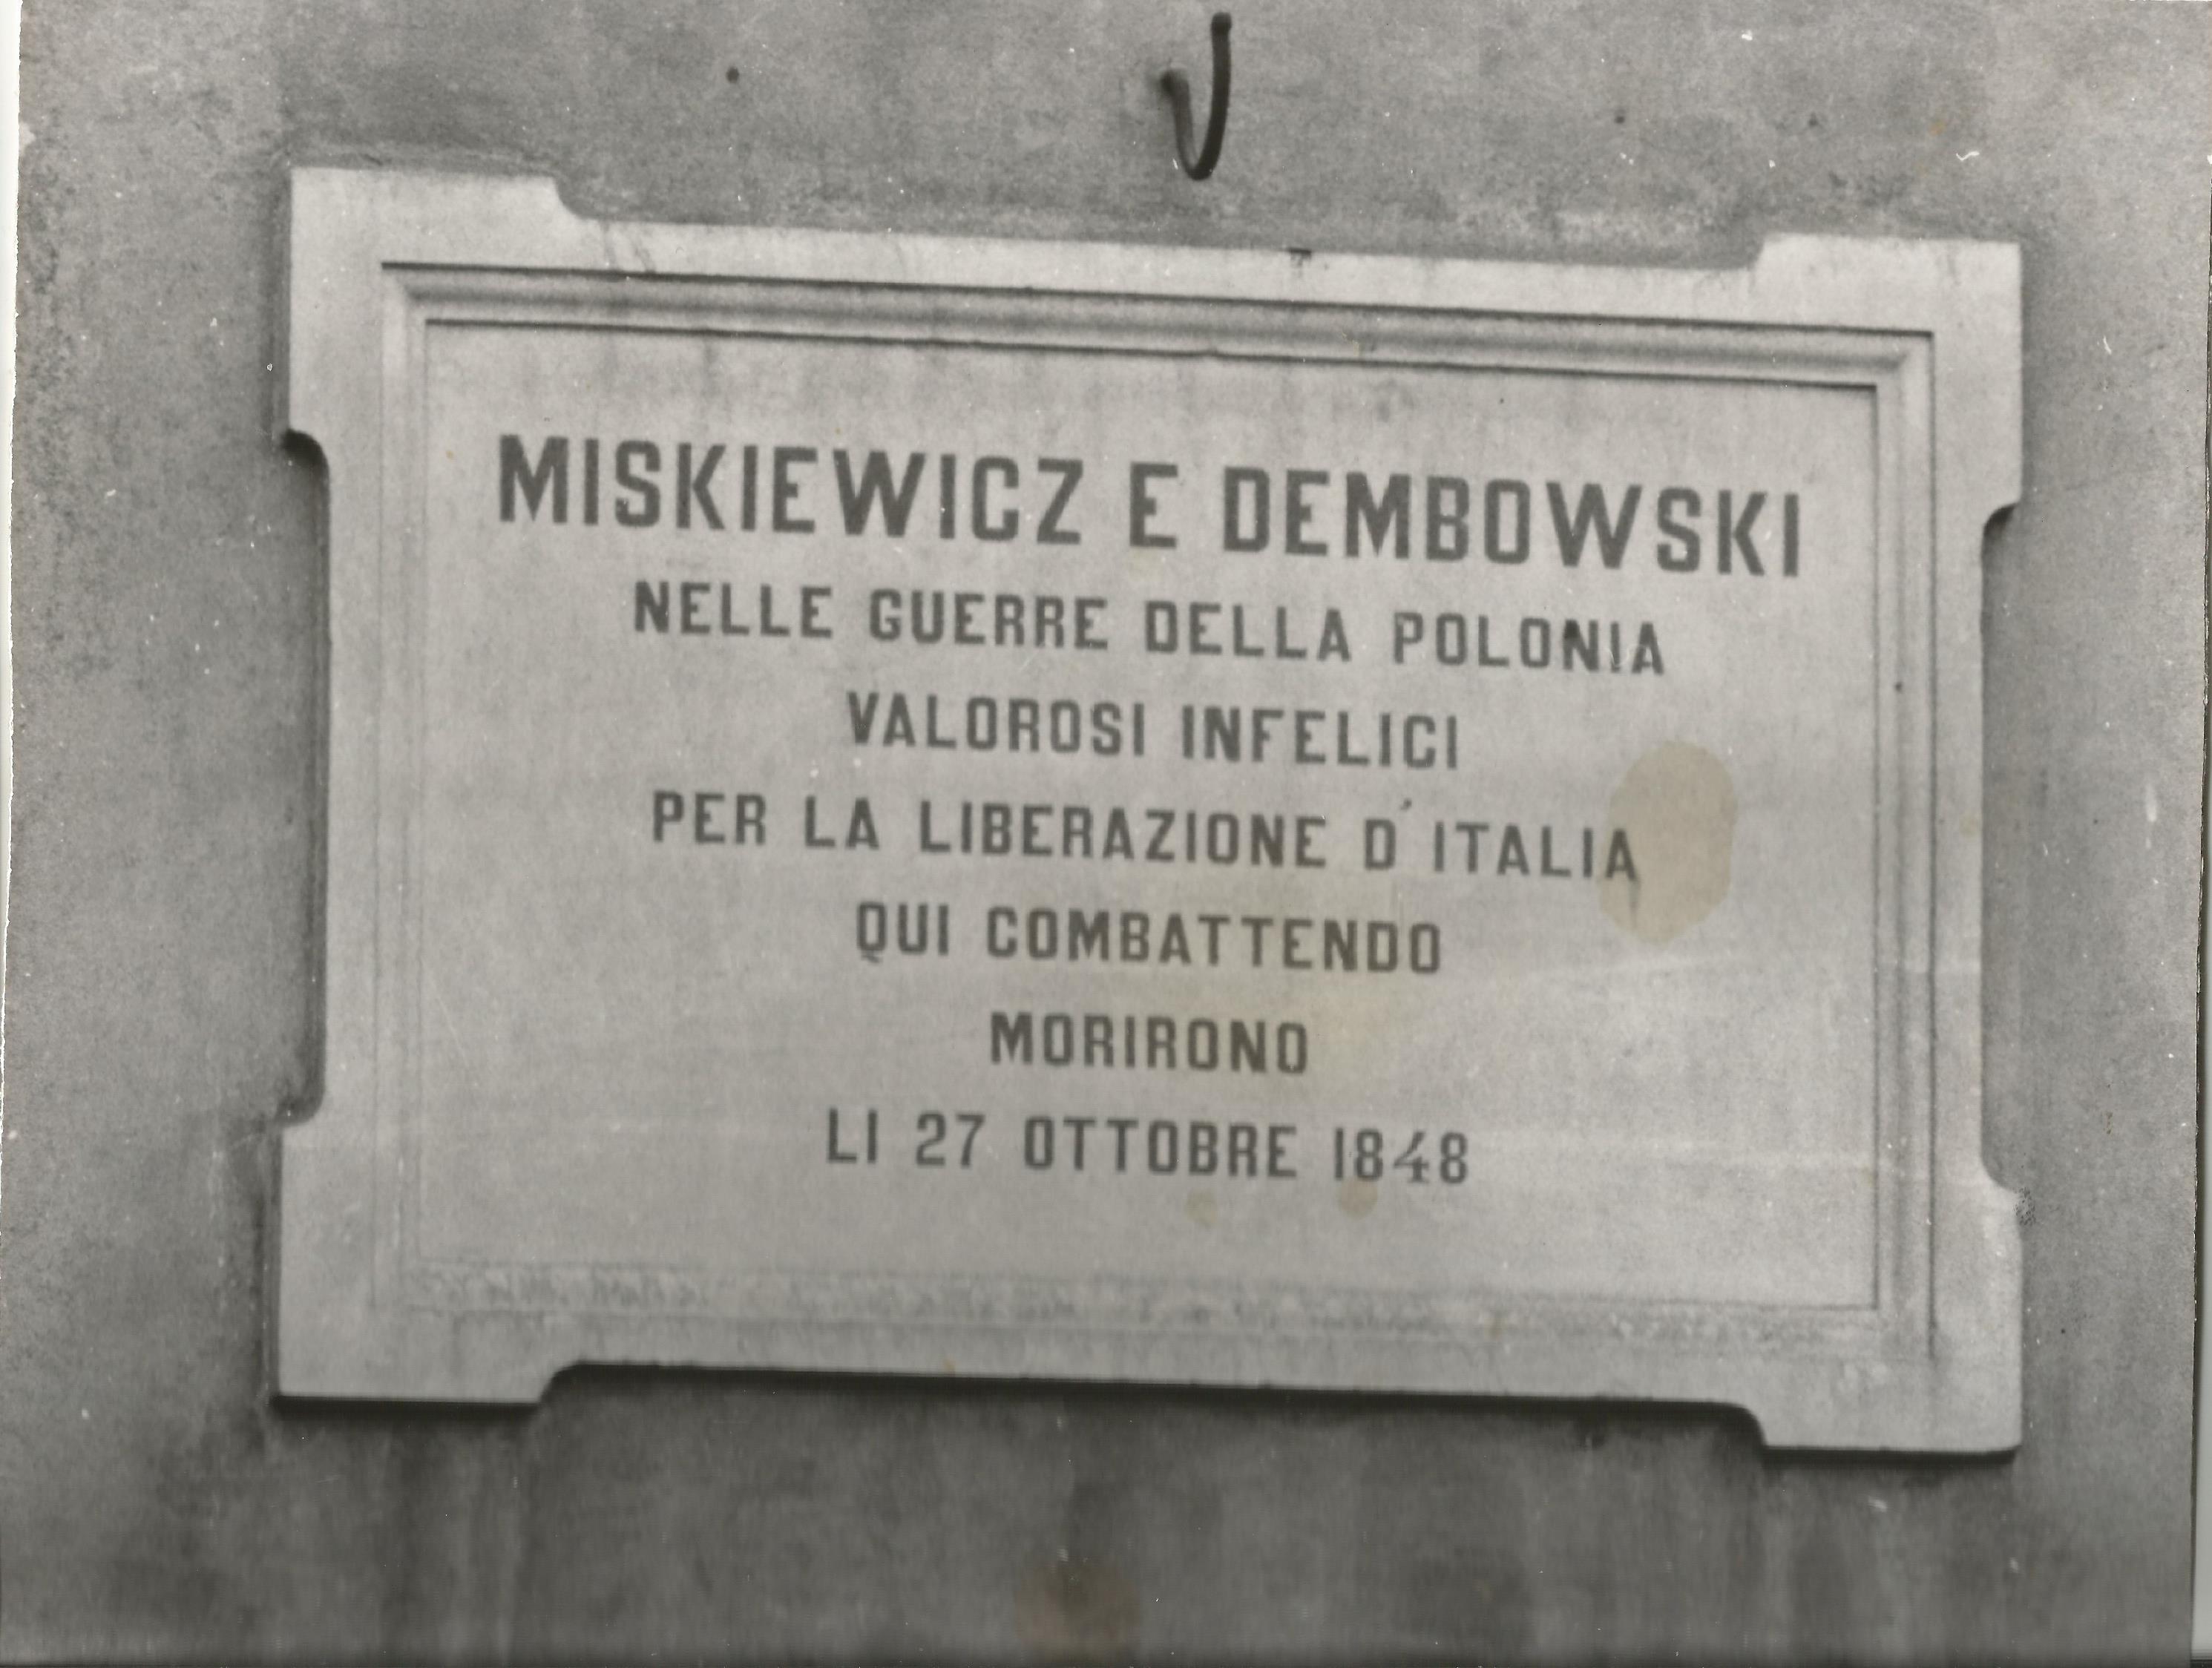 MISKIEWICZ E DEMBOWSKI
NELLE GUERRE DELLA POLONIA
VALOROSI INFELICI
PER LA LIBERAZIONE D'ITALIA
QUI COMBATTENDO
MORIRONO
LI 27 OTTOBRE 1848